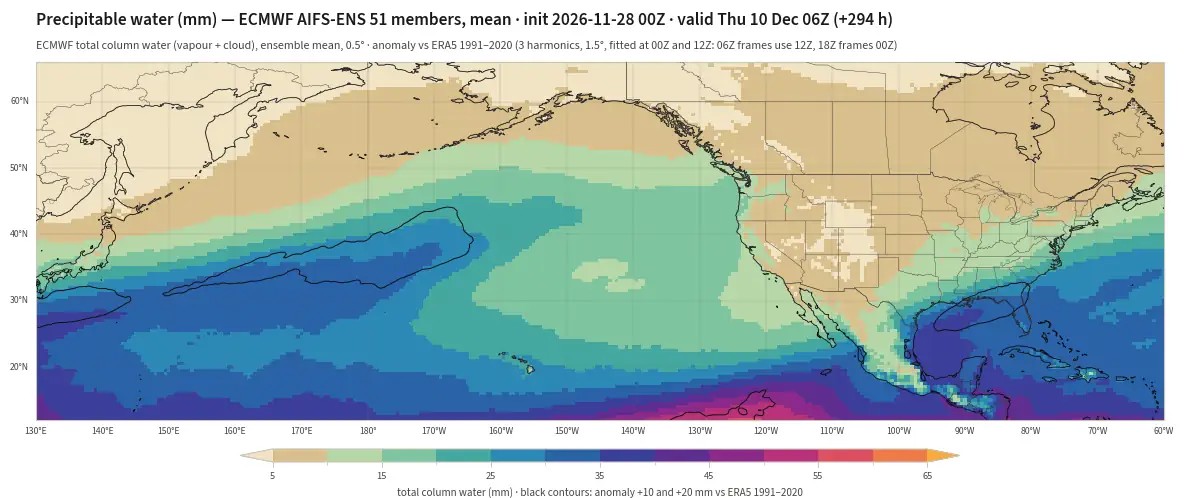 Precipitable water (mm) — ECMWF AIFS-ENS 51 members, mean · init 2026-11-28 00Z · valid Thu 10 Dec 06Z (+294 h)
ECMWF total column water (vapour + cloud), ensemble mean, 0.5° · anomaly vs ERA5 1991–2020 (3 harmonics, 1.5°, fitted at 00Z and 12Z: 06Z frames use 12Z, 18Z frames 00Z)
60°N
50°N
40°N
30°N
20°N
130°E 140°E 150°E 160°E 170°E 180° 170°W 160°W 150°W 140°W 130°W 120°W 110°W 100°W 90°W 80°W 70°W 60°W
5 15 25 35 45 55 65
total column water (mm) · black contours: anomaly +10 and +20 mm vs ERA5 1991–2020